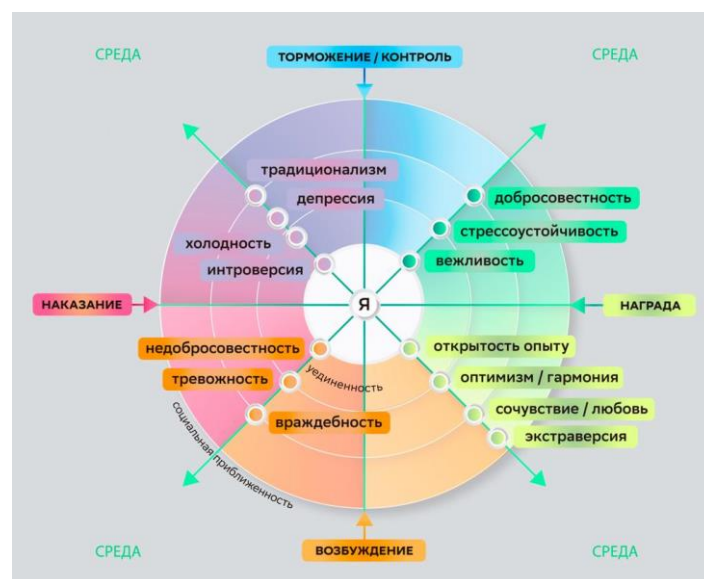 СРЕДА
ТОРМОЖЕНИЕ / КОНТРОЛЬ
СРЕДА
традиционализм
депрессия
холодность
интроверсия
добросовестность
стрессоустойчивость
вежливость
НАКАЗАНИЕ
Я
НАГРАДА
недобросовестность
тревожность
враждебность
уединенность
социальная приближенность
открытость опыту
оптимизм / гармония
сочувствие / любовь
экстраверсия
СРЕДА
ВОЗБУЖДЕНИЕ
СРЕДА